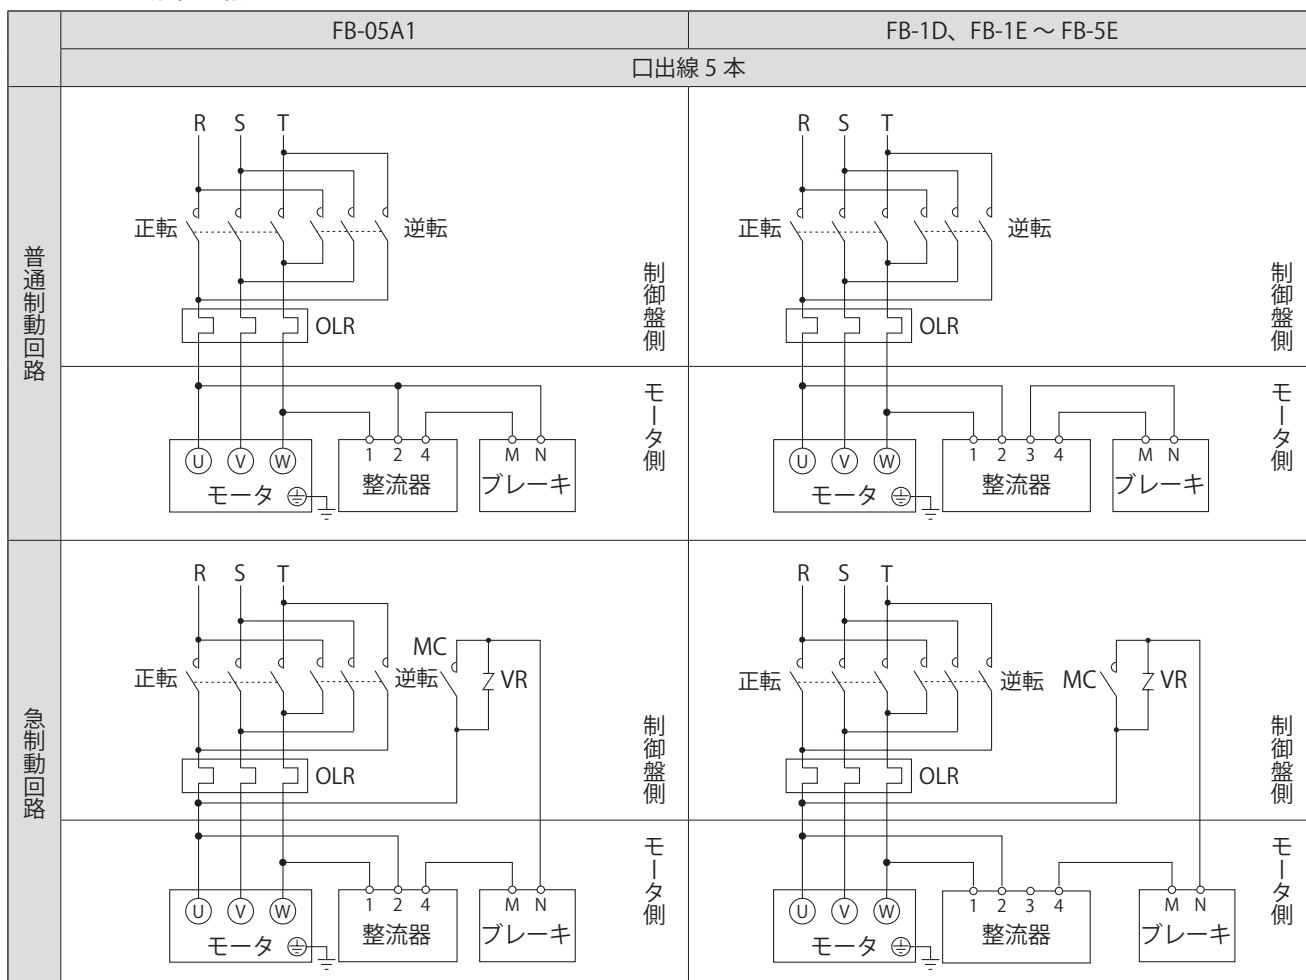 FB-05A1
FB-1D、FB-1E ～ FB-5E
口出線 5 本
普通制動回路
R S T
正転
逆転
OLR
制御盤側
モータ側
U V W
モータ
1 2 4
整流器
M N
ブレーキ
R S T
正転
逆転
OLR
制御盤側
モータ側
U V W
モータ
1 2 3 4
整流器
M N
ブレーキ
急制動回路
R S T
正転
逆転
MC
VR
OLR
制御盤側
モータ側
U V W
モータ
1 2 4
整流器
M N
ブレーキ
R S T
正転
逆転
MC
VR
OLR
制御盤側
モータ側
U V W
モータ
1 2 3 4
整流器
M N
ブレーキ